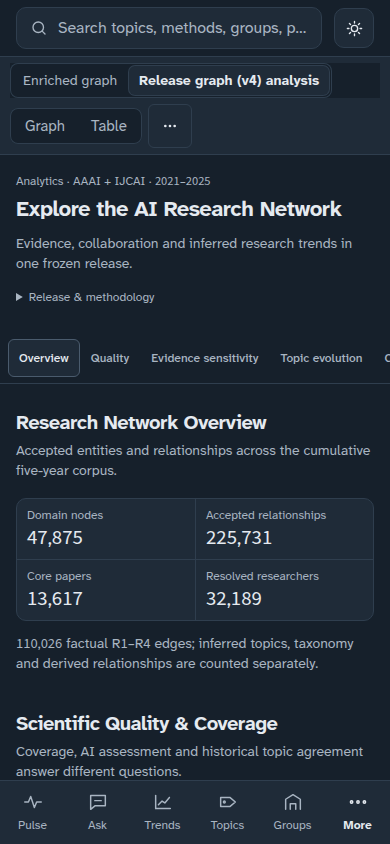 Search topics, methods, groups, p...
Enriched graph
Release graph (v4) analysis
Graph
Table
Analytics · AAAI + IJCAI · 2021–2025
Explore the AI Research Network
Evidence, collaboration and inferred research trends in
one frozen release.
Release & methodology
Overview
Quality
Evidence sensitivity
Topic evolution
Research Network Overview
Accepted entities and relationships across the cumulative
five-year corpus.
Domain nodes
47,875
Accepted relationships
225,731
Core papers
13,617
Resolved researchers
32,189
110,026 factual R1–R4 edges; inferred topics, taxonomy
and derived relationships are counted separately.
Scientific Quality & Coverage
Coverage, AI assessment and historical topic agreement
answer different questions.
Pulse
Ask
Trends
Topics
Groups
More